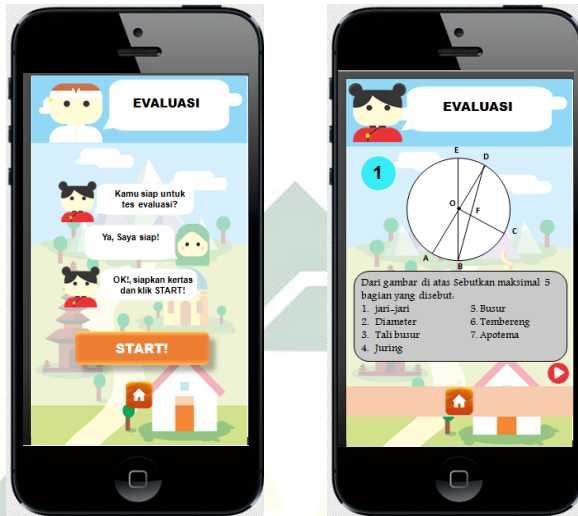 EVALUASI
Kamu siap untuk
tes evaluasi?
Ya, Saya siap!
OK!, siapkan kertas
dan klik START!
START!
EVALUASI
1
E
D
O
F
C
A
B
Dari gambar di atas Sebutkan maksimal 5
bagian yang disebut:
1. jari-jari
2. Diameter
3. Tali busur
4. Juring
5. Busur
6. Tembereng
7. Apotema